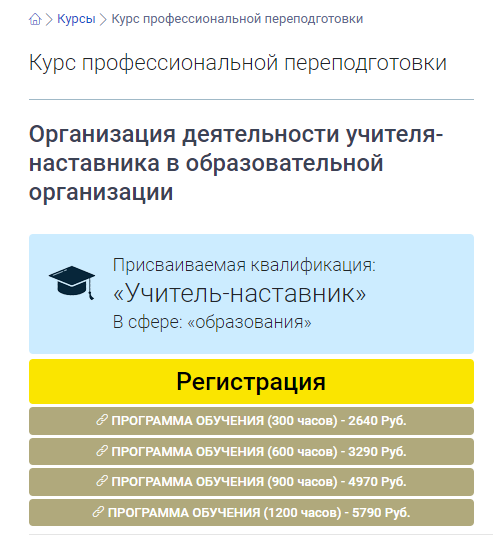 Курсы Курс профессиональной переподготовки
Курс профессиональной переподготовки
Организация деятельности учителя-
наставника в образовательной
организации
Присваиваемая квалификация:
«Учитель-наставник»
В сфере: «образования»
Регистрация
ПРОГРАММА ОБУЧЕНИЯ (300 часов) - 2640 Руб.
ПРОГРАММА ОБУЧЕНИЯ (600 часов) - 3290 Руб.
ПРОГРАММА ОБУЧЕНИЯ (900 часов) - 4970 Руб.
ПРОГРАММА ОБУЧЕНИЯ (1200 часов) - 5790 Руб.